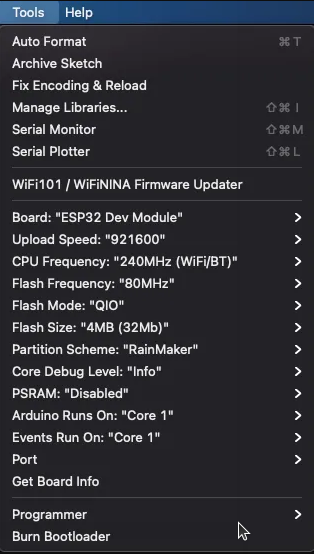 Tools Help
Auto Format ⌘ T
Archive Sketch
Fix Encoding & Reload
Manage Libraries... ⇧⌘ I
Serial Monitor ⇧⌘M
Serial Plotter ⇧⌘ L
WiFi101 / WiFiNINA Firmware Updater
Board: "ESP32 Dev Module"
Upload Speed: "921600"
CPU Frequency: "240MHz (WiFi/BT)"
Flash Frequency: "80MHz"
Flash Mode: "QIO"
Flash Size: "4MB (32Mb)"
Partition Scheme: "RainMaker"
Core Debug Level: "Info"
PSRAM: "Disabled"
Arduino Runs On: "Core 1"
Events Run On: "Core 1"
Port
Get Board Info
Programmer
Burn Bootloader